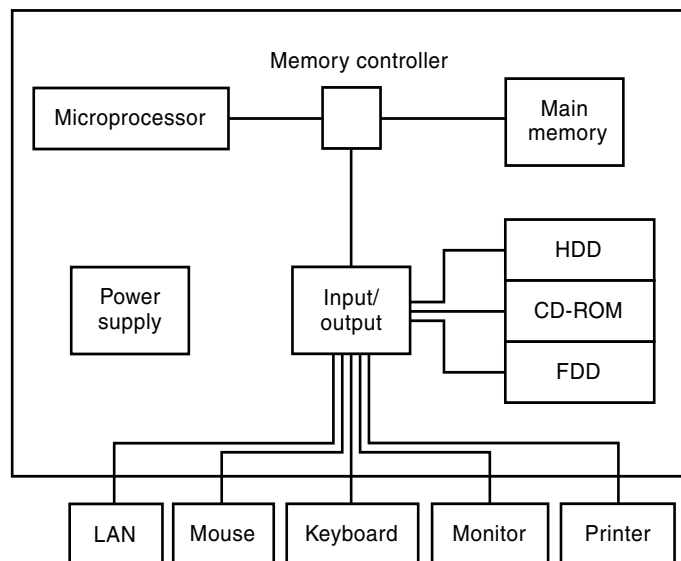 Memory controller
Microprocessor
Main
memory
HDD
Power
supply
Input/
output
CD-ROM
FDD
LAN
Mouse
Keyboard
Monitor
Printer